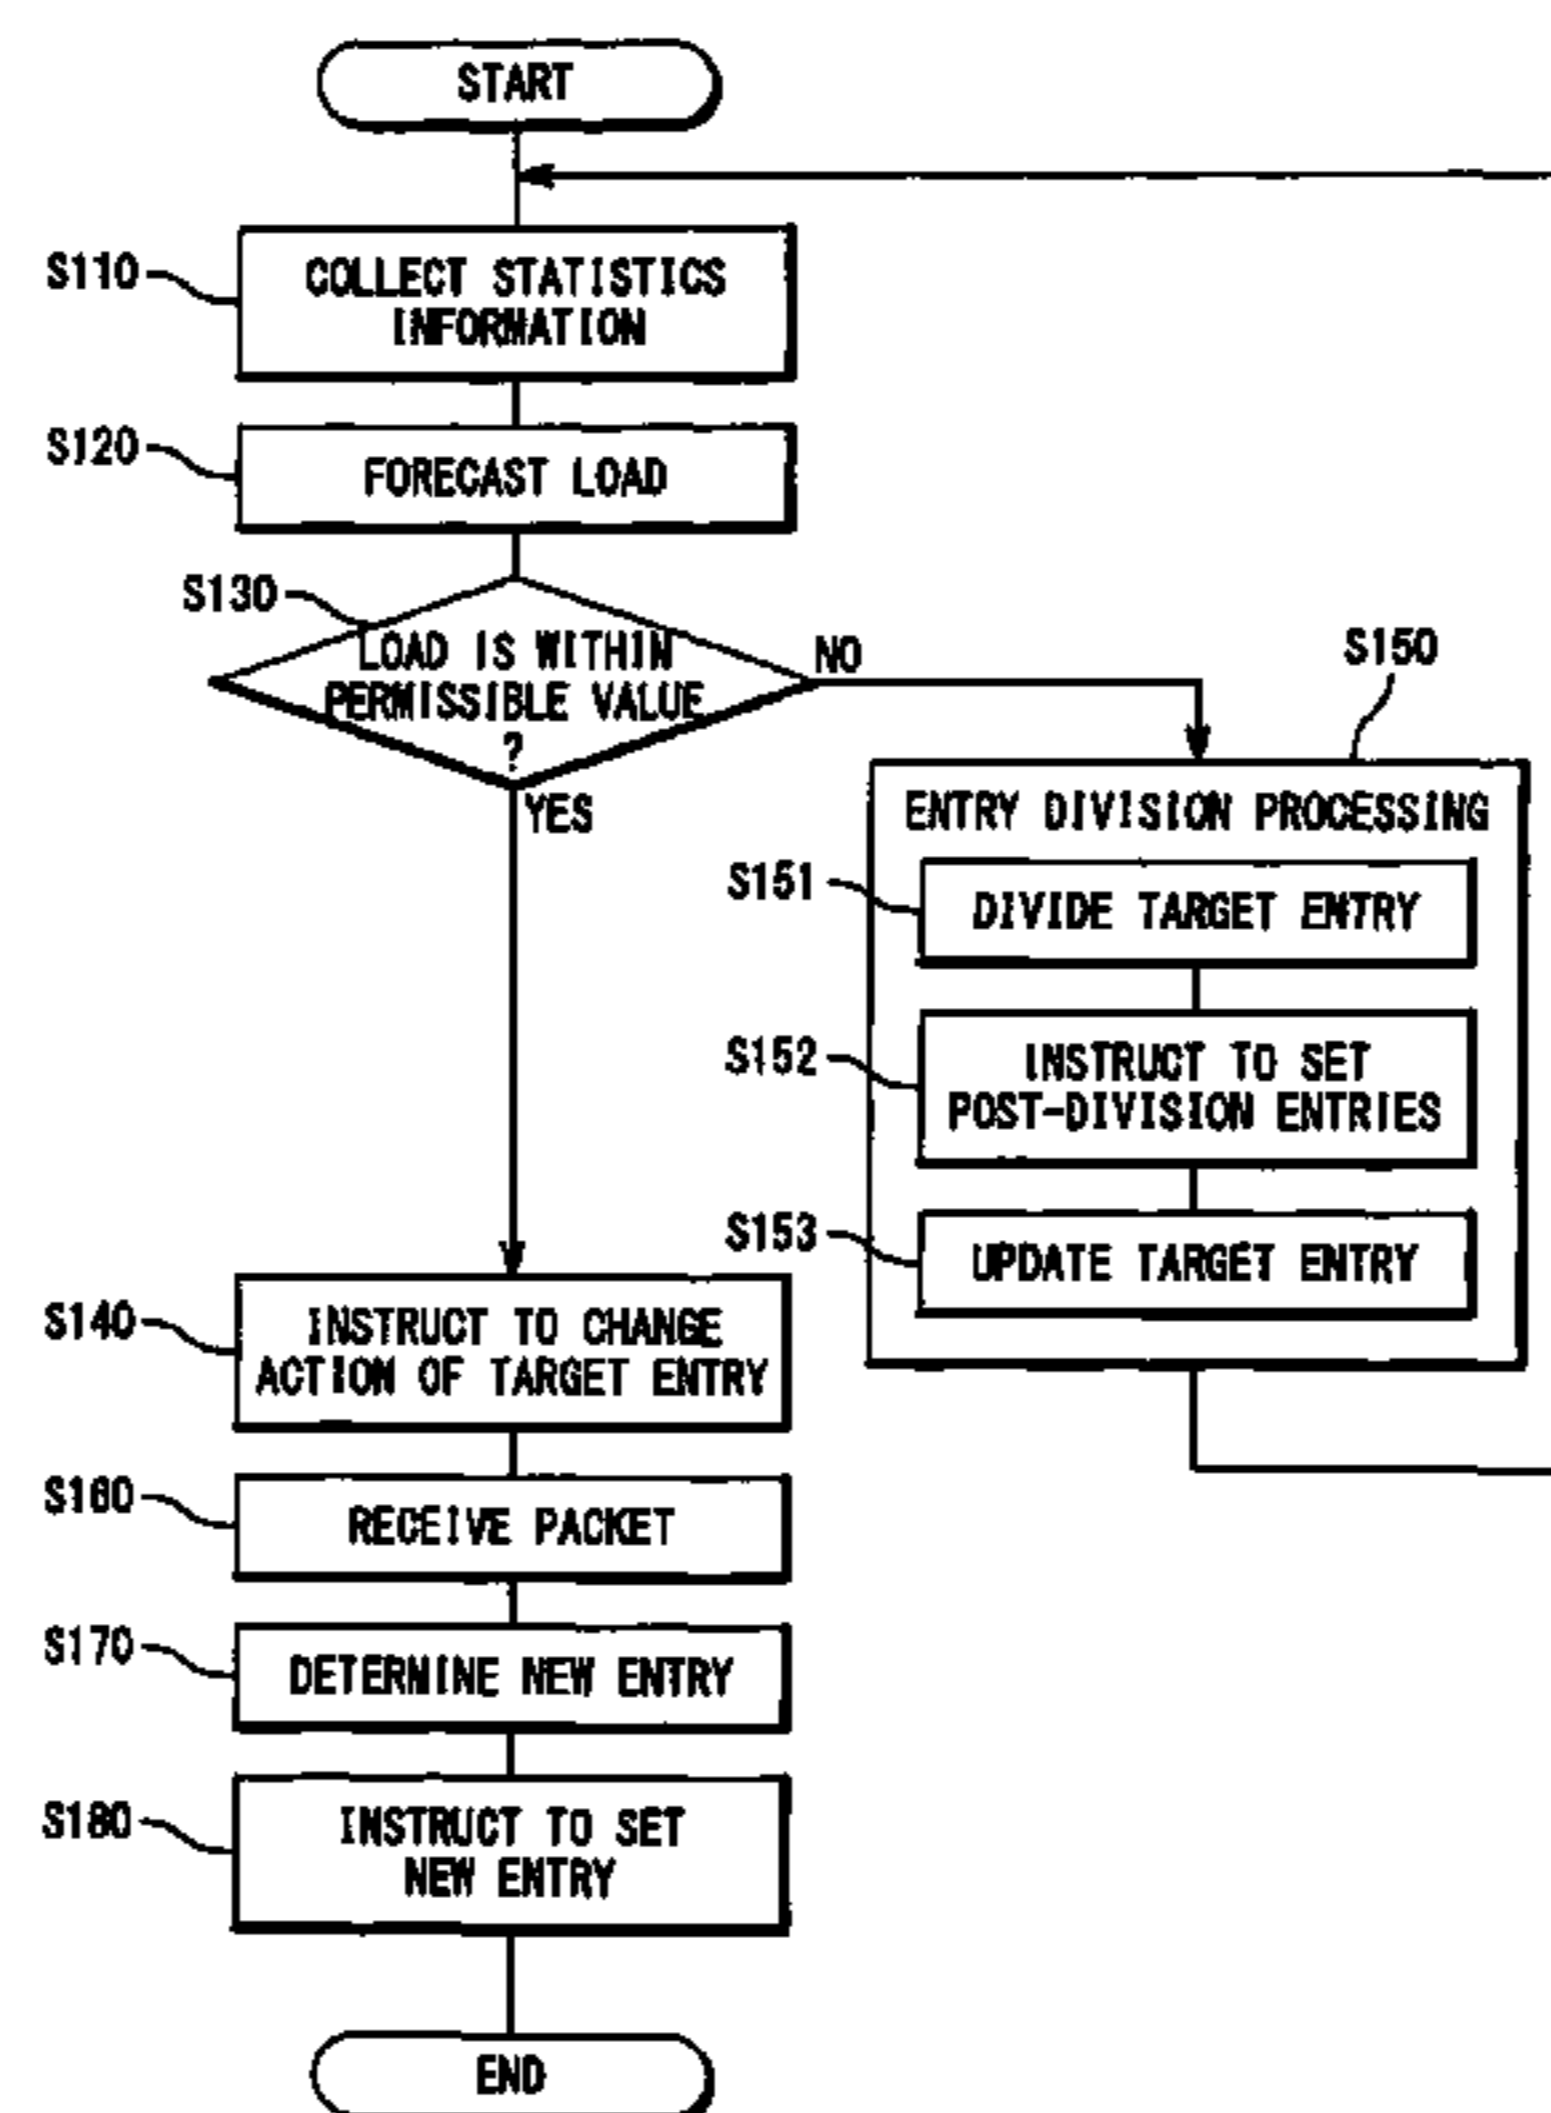 START
S110
COLLECT STATISTICS
INFORMATION
S120
FORECAST LOAD
S130
LOAD IS WITHIN
PERMISSIBLE VALUE
?
NO
YES
S150
ENTRY DIVISION PROCESSING
S151
DIVIDE TARGET ENTRY
S152
INSTRUCT TO SET
POST-DIVISION ENTRIES
S153
UPDATE TARGET ENTRY
S140
INSTRUCT TO CHANGE
ACTION OF TARGET ENTRY
S160
RECEIVE PACKET
S170
DETERMINE NEW ENTRY
S180
INSTRUCT TO SET
NEW ENTRY
END